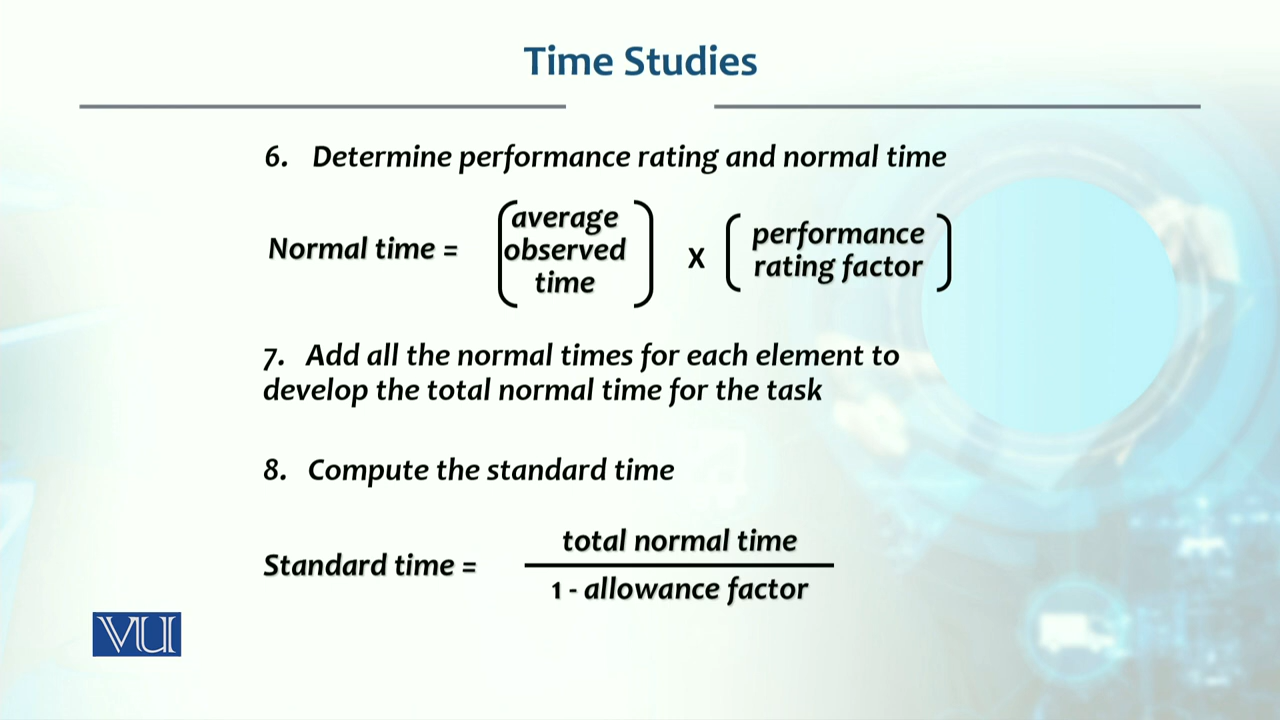 Time Studies
6. Determine performance rating and normal time
Normal time = (average observed time) x (performance rating factor)
7. Add all the normal times for each element to
develop the total normal time for the task
8. Compute the standard time
total normal time
Standard time =
1 - allowance factor
VU